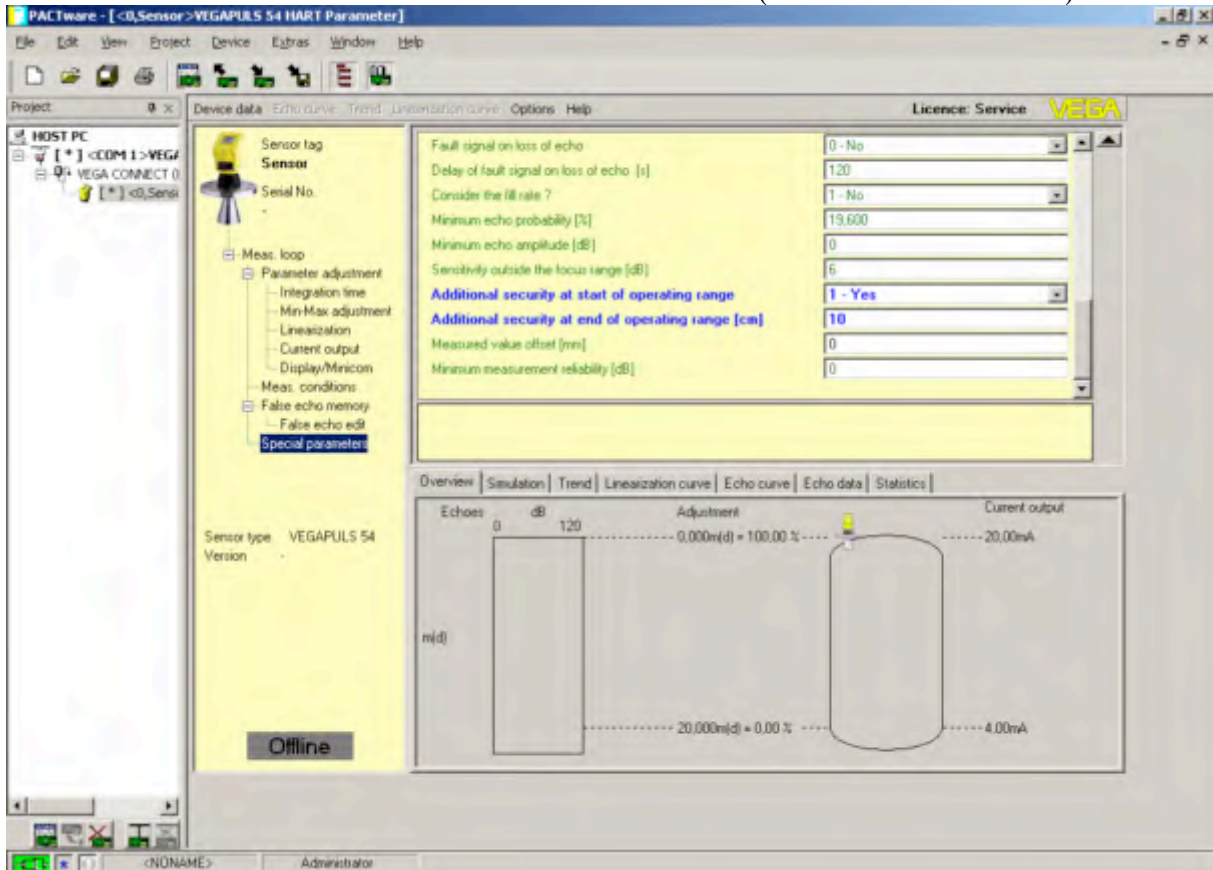 PACTware - [<0,Sensor>VEGAPULS 54 HART Parameter]
File Edit View Project Device Extras Window Help
Project
Device data Echo curve Trend Linearization curve Options Help
Licence: Service VEGA
HOST PC
[ * ] <COM 1>VEGA
VEGA CONNECT 0
[ * ] <0,Sens
Sensor tag
Sensor
Serial No.
-
Meas. loop
Parameter adjustment
Integration time
Min-Max adjustment
Linearization
Current output
Display/Minicom
Meas. conditions
False echo memory
False echo edit
Special parameters
Sensor type VEGAPULS 54
Version -
Offline
Fault signal on loss of echo 0 - No
Delay of fault signal on loss of echo [s] 120
Consider the fill rate ? 1 - No
Minimum echo probability [%] 19,600
Minimum echo amplitude [dB] 0
Sensitivity outside the focus range [dB] 6
Additional security at start of operating range 1 - Yes
Additional security at end of operating range [cm] 10
Measured value offset [mm] 0
Minimum measurement reliability [dB] 0
Overview Simulation Trend Linearization curve Echo curve Echo data Statistics
Echoes dB Adjustment Current output
0 120
0,000m(d) = 100,00 % 20,00mA
m(d)
20,000m(d) = 0,00 % 4,00mA
<NONAME> Administrator